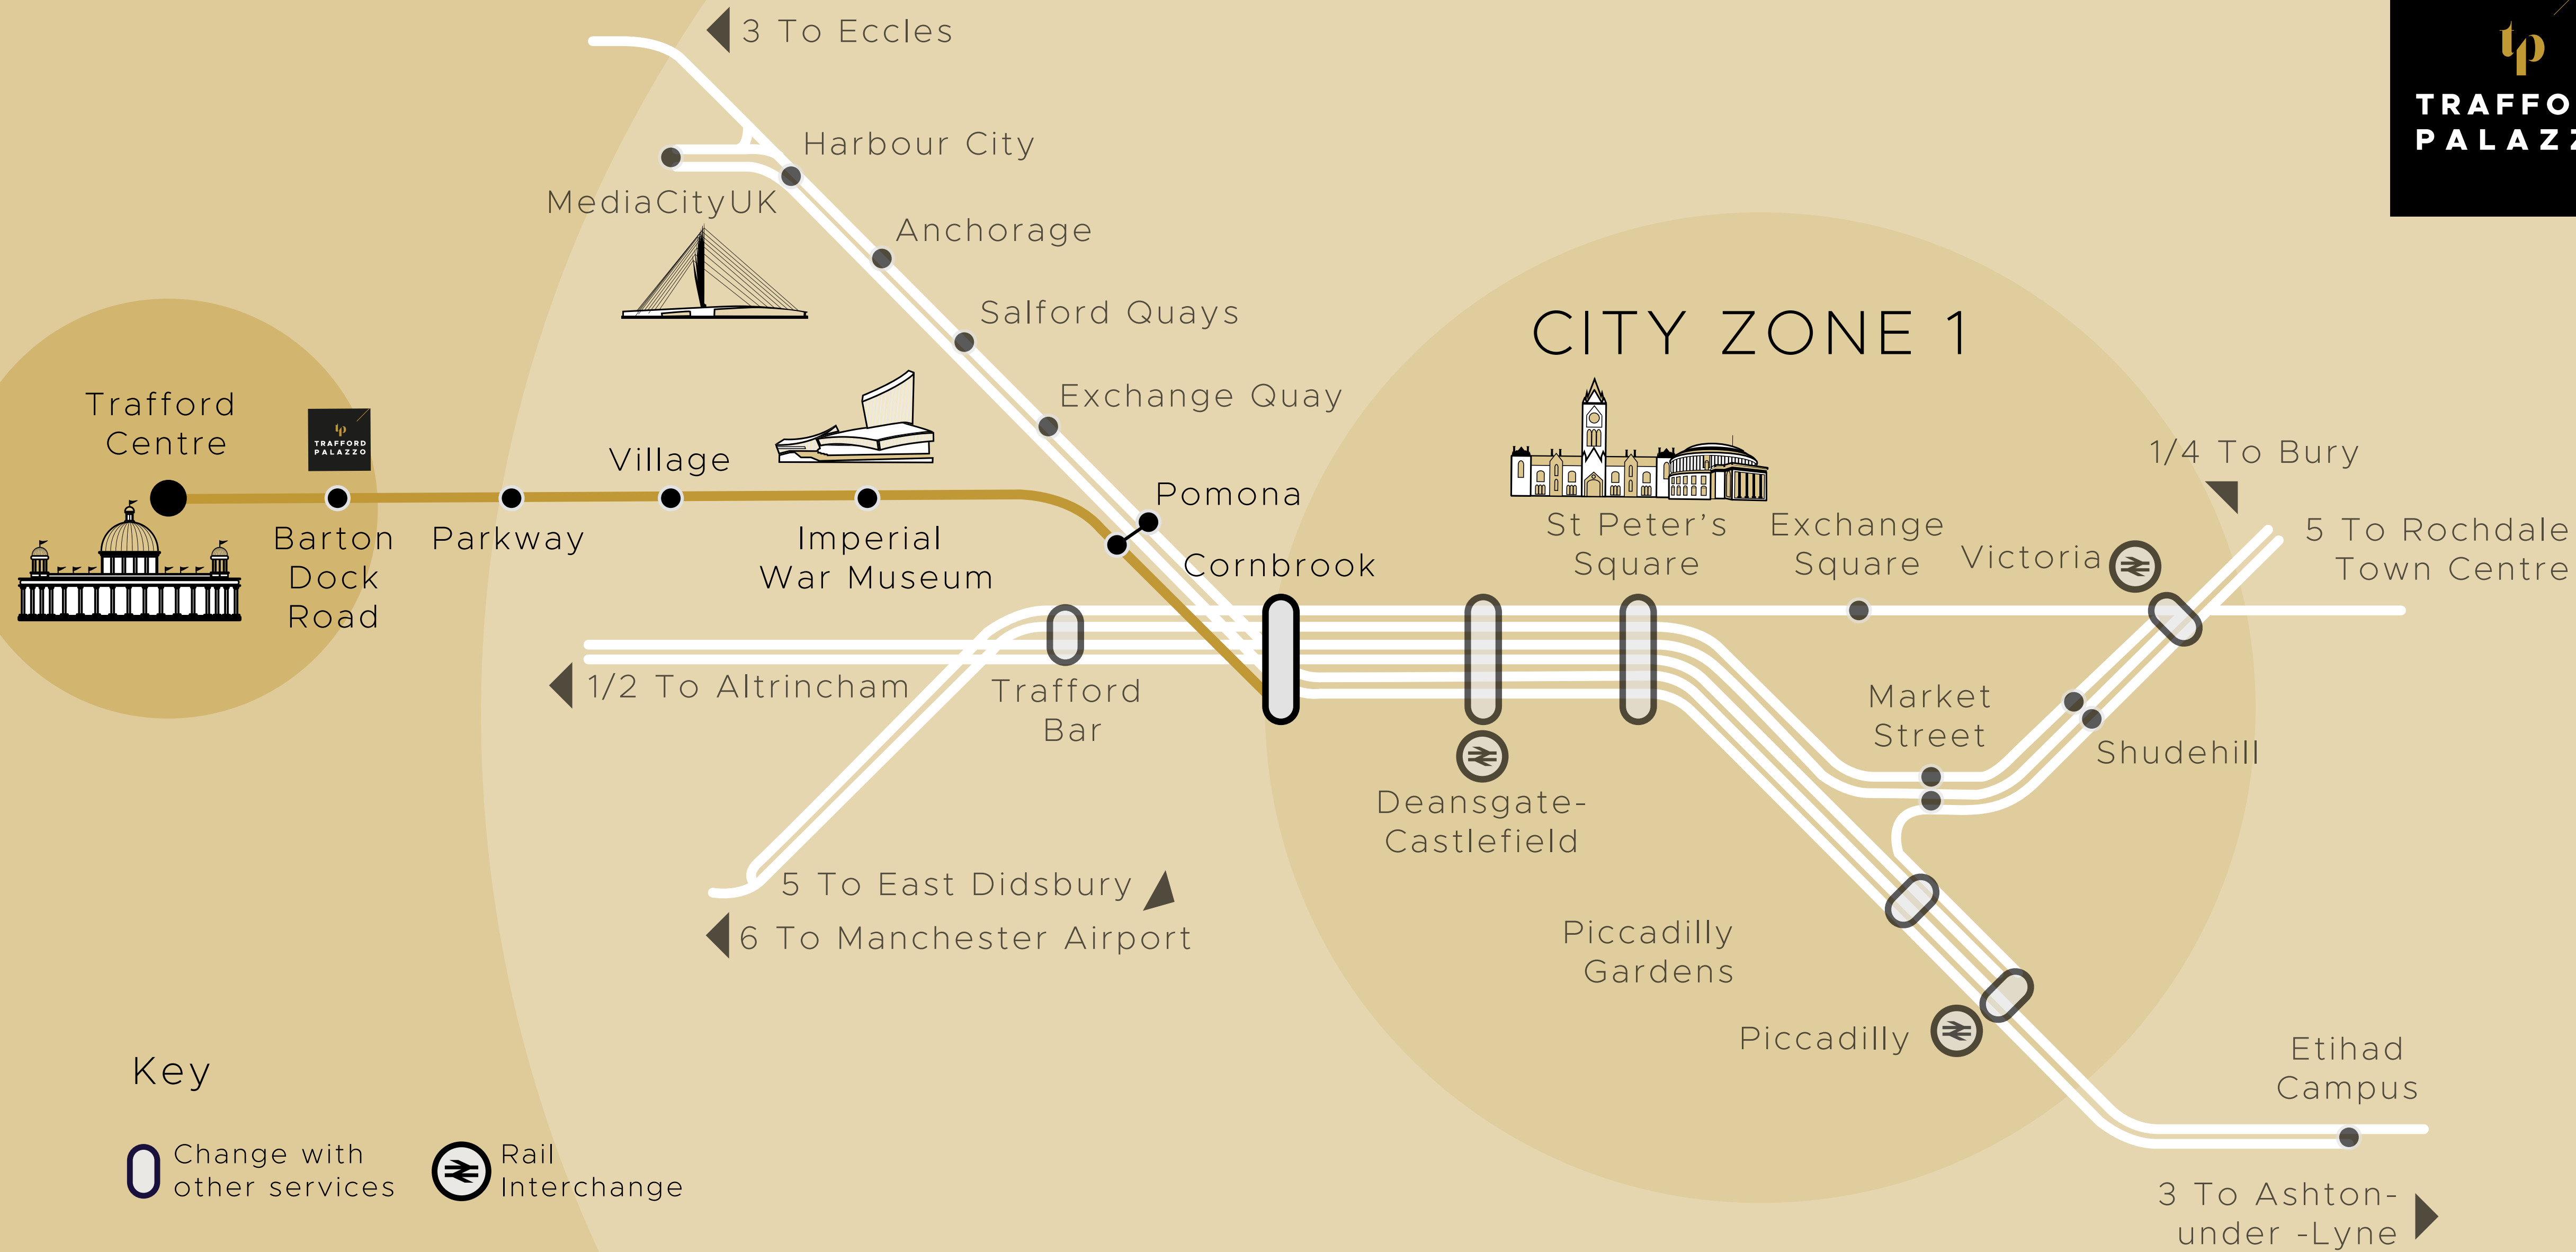 3 To Eccles
Harbour City
MediaCityUK
Anchorage
Salford Quays
Exchange Quay
tp
PALAZZ
CITY ZONE 1
Trafford
Centre
tp
TRAFFORD
PALAZZO
Village
Barton
Dock
Road
Parkway
Imperial
War Museum
Pomona
Cornbrook
St Peter's
Square
Exchange
Square
Victoria
1/4 To Bury
5 To Rochdale
Town Centre
1/2 To Altrincham
Trafford
Bar
Market
Street
Shudehill
Deansgate-
Castlefield
5 To East Didsbury
6 To Manchester Airport
Piccadilly
Gardens
Piccadilly
Etihad
Campus
3 To Ashton-
under -Lyne
Key
Change with
other services
Rail
Interchange